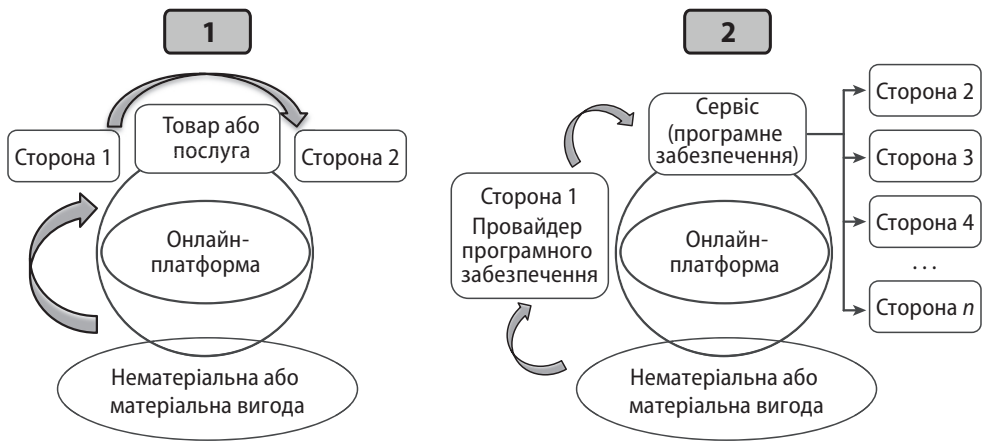 1
Товар або
послуга
Сторона 1
Сторона 2
Онлайн-
платформа
Нематеріальна або
матеріальна вигода
2
Сервіс
(програмне
забезпечення)
Сторона 1
Провайдер
програмного
забезпечення
Онлайн-
платформа
Нематеріальна або
матеріальна вигода
Сторона 2
Сторона 3
Сторона 4
...
Сторона n